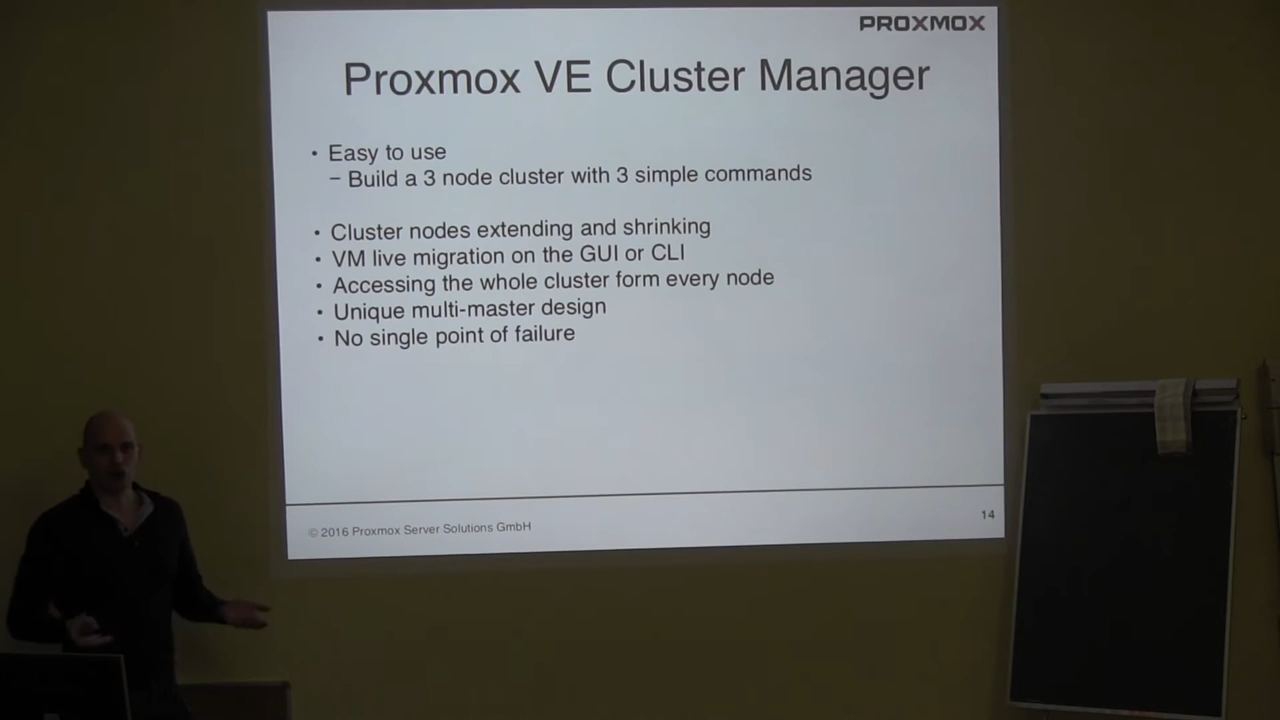 PROXMOX
Proxmox VE Cluster Manager
• Easy to use
– Build a 3 node cluster with 3 simple commands
• Cluster nodes extending and shrinking
• VM live migration on the GUI or CLI
• Accessing the whole cluster form every node
• Unique multi-master design
• No single point of failure
© 2016 Proxmox Server Solutions GmbH
14